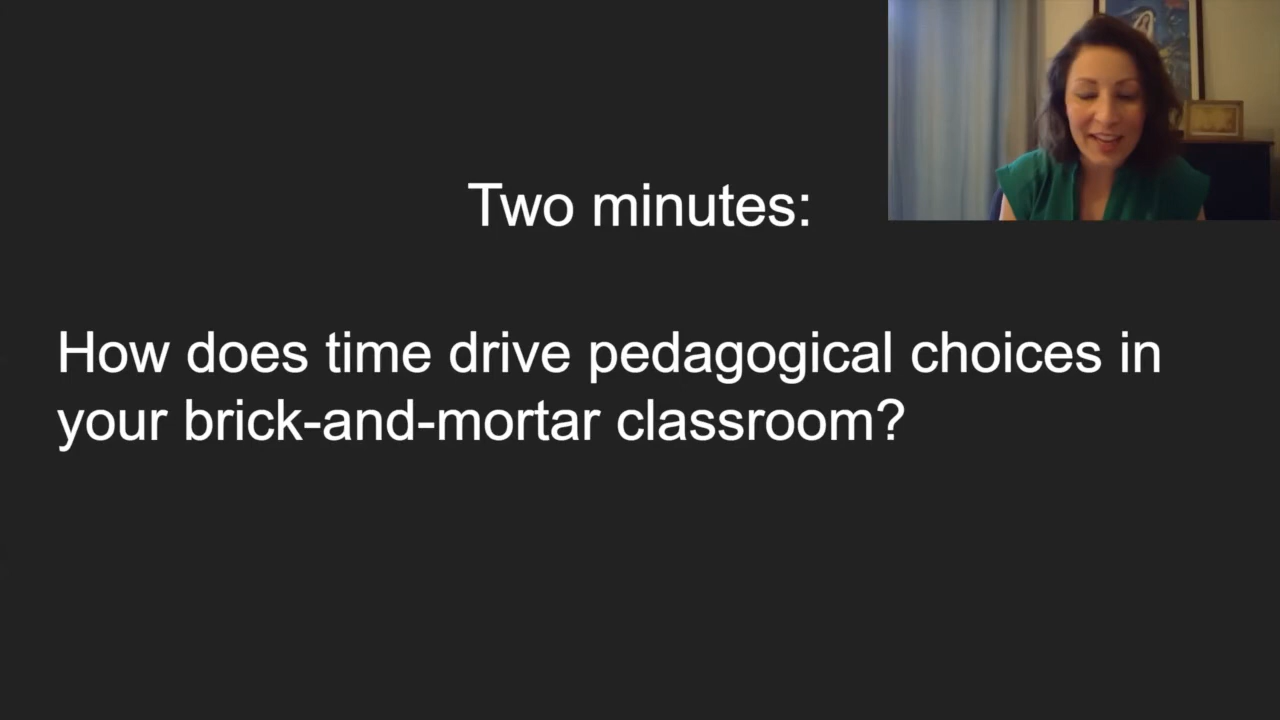 Two minutes:
How does time drive pedagogical choices in
your brick-and-mortar classroom?